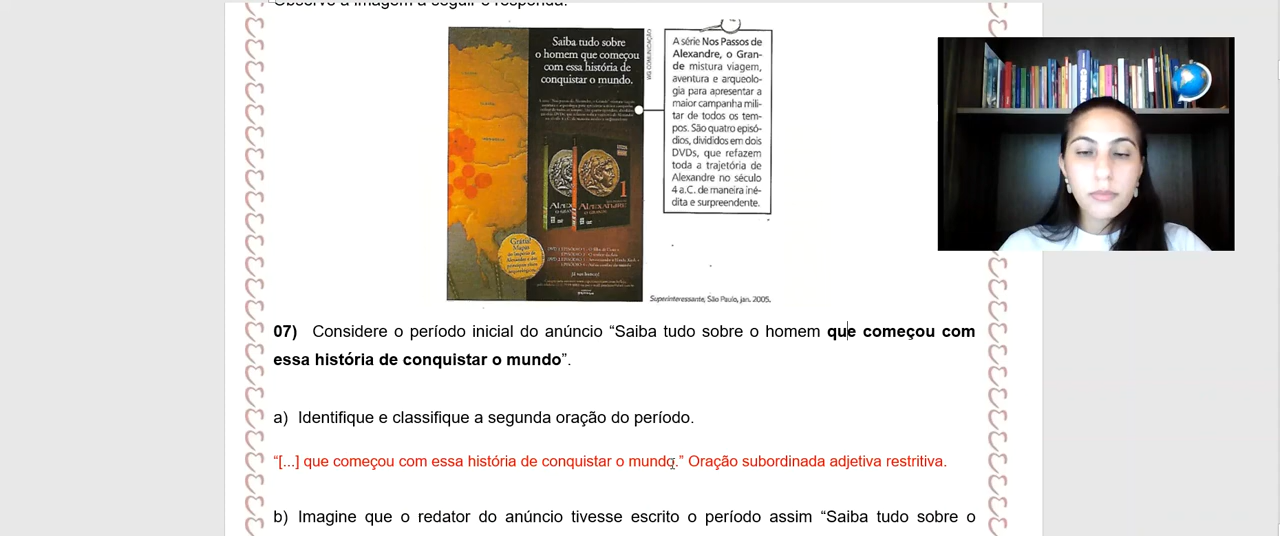 Observe a imagem a seguir e responda:
Saiba tudo sobre
o homem que começou
com essa história de
conquistar o mundo.
WG COMUNICAÇÃO
A série Nos Passos de
Alexandre, o Gran-
de mistura viagem,
aventura e arqueolo-
gia para apresentar a
maior campanha mili-
tar de todos os tem-
pos. São quatro episó-
dios, divididos em dois
DVDs, que refazem
toda a trajetória de
Alexandre no século
4 a.C. de maneira iné-
dita e surpreendente.
1
Grátis!
Superinteressante, São Paulo, jan. 2005.
07) Considere o período inicial do anúncio “Saiba tudo sobre o homem que começou com
essa história de conquistar o mundo”.
a) Identifique e classifique a segunda oração do período.
“[...] que começou com essa história de conquistar o mundo.” Oração subordinada adjetiva restritiva.
b) Imagine que o redator do anúncio tivesse escrito o período assim “Saiba tudo sobre o